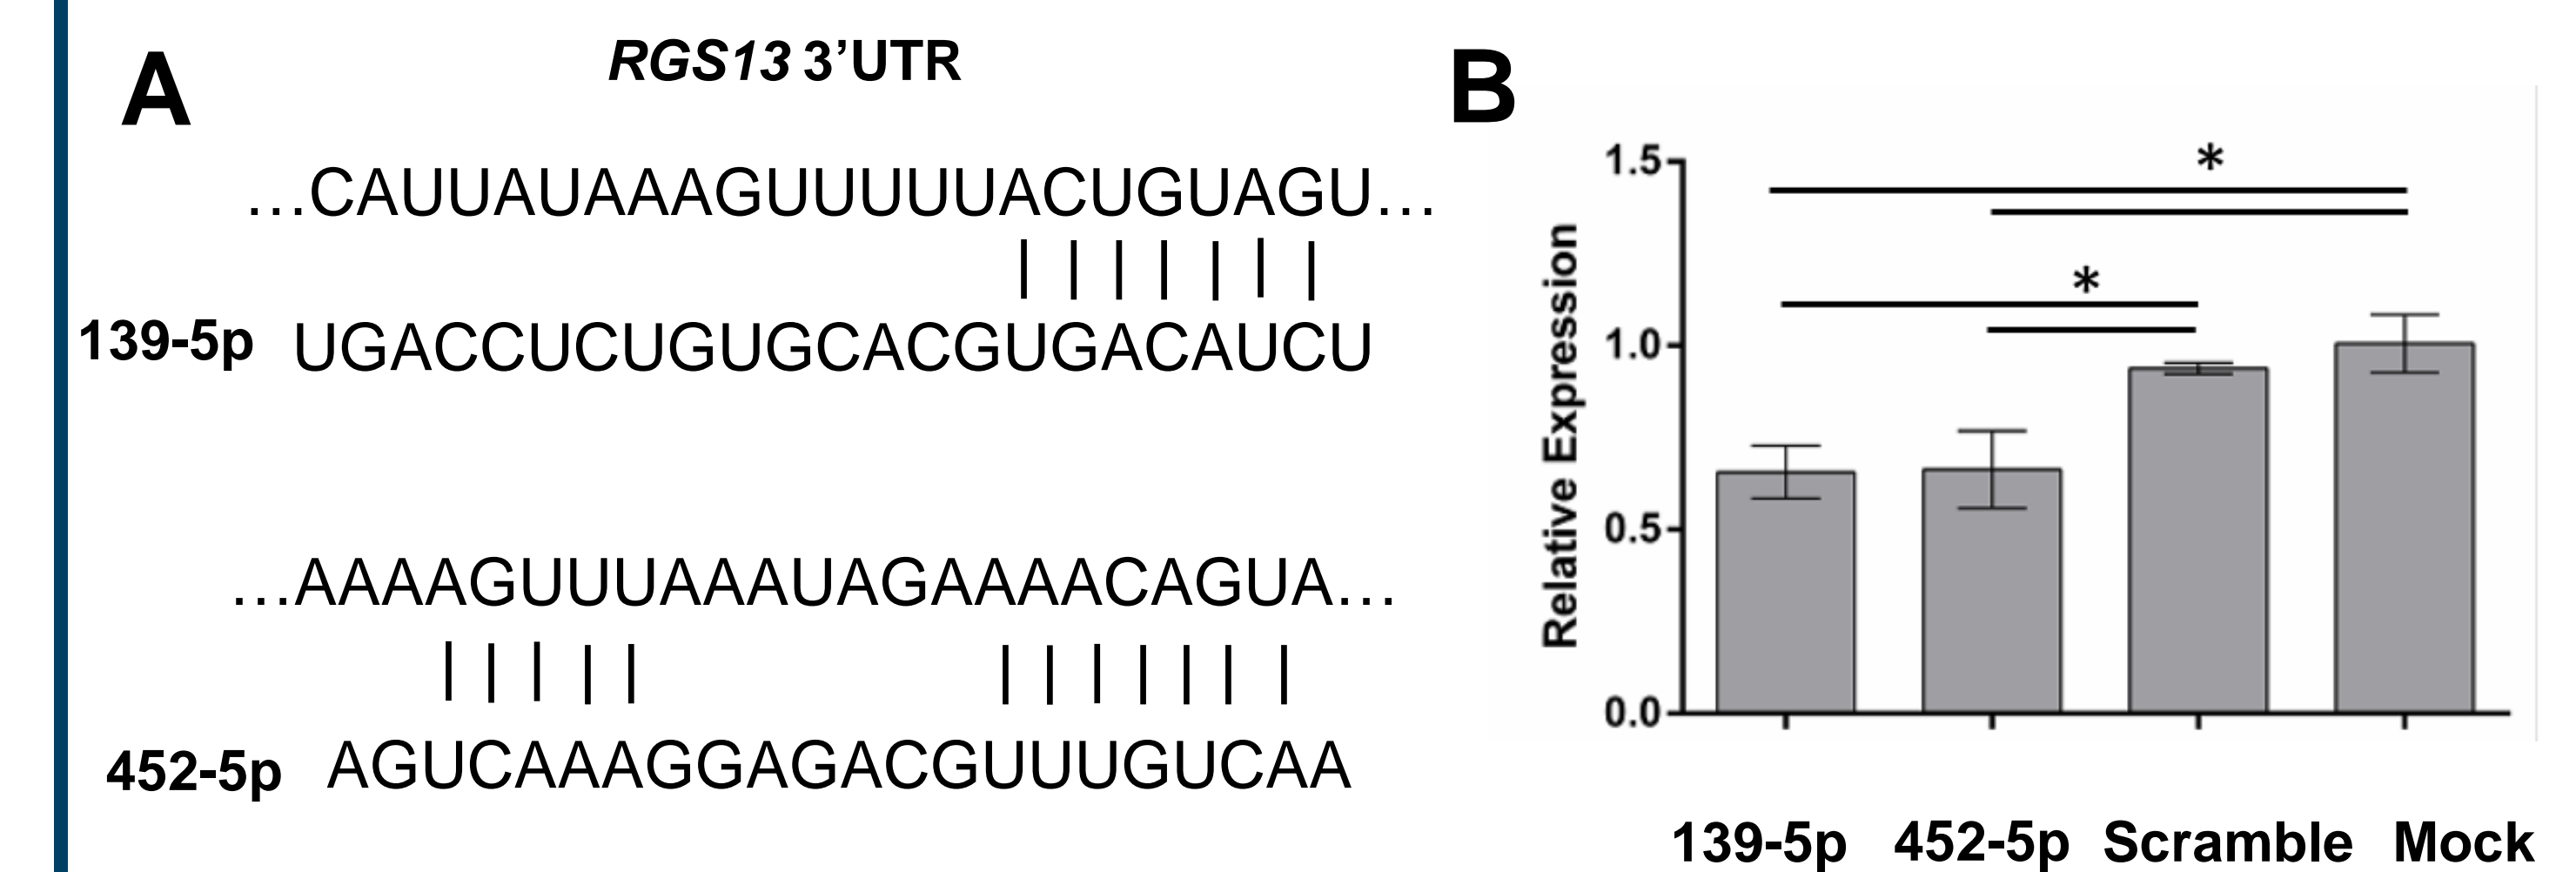 A
RGS13 3’UTR
…CAUUAUAAAGUUUUUACUGUAGU…
139-5p UGACCUCUGUGCACGUGACAUCU
…AAAAGUUUAAAUAGAAAACAGUA…
452-5p AGUCAAAGGAGACGUUUGUCAA
B
Relative Expression
1.5
1.0
0.5
0.0
*
*
139-5p 452-5p Scramble Mock